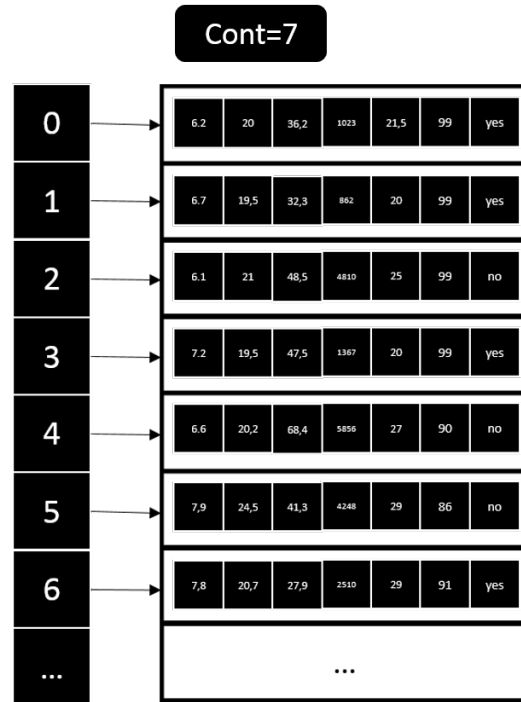 Cont=7
0 6.2 20 36,2 1023 21,5 99 yes
1 6.7 19,5 32,3 862 20 99 yes
2 6.1 21 48,5 4810 25 99 no
3 7.2 19,5 47,5 1367 20 99 yes
4 6.6 20,2 68,4 5856 27 90 no
5 7,9 24,5 41,3 4248 29 86 no
6 7,8 20,7 27,9 2510 29 91 yes
... ...